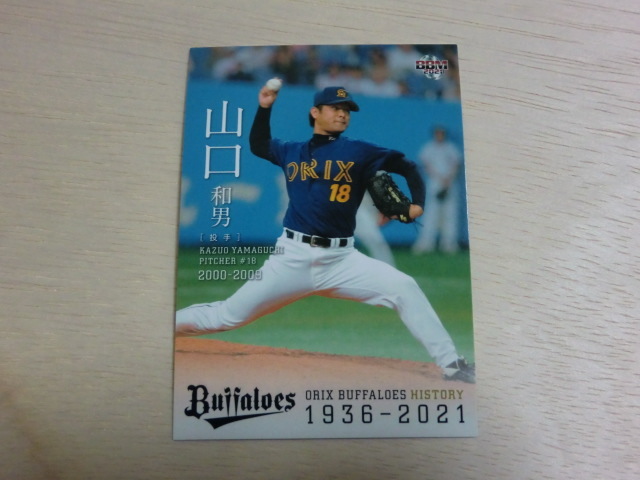 BBM
2021
山口
和男
[投手]
KAZUO YAMAGUCHI
PITCHER #18
2000-2009
ORIX
18
Buffaloes
ORIX BUFFALOES HISTORY
1936-2021